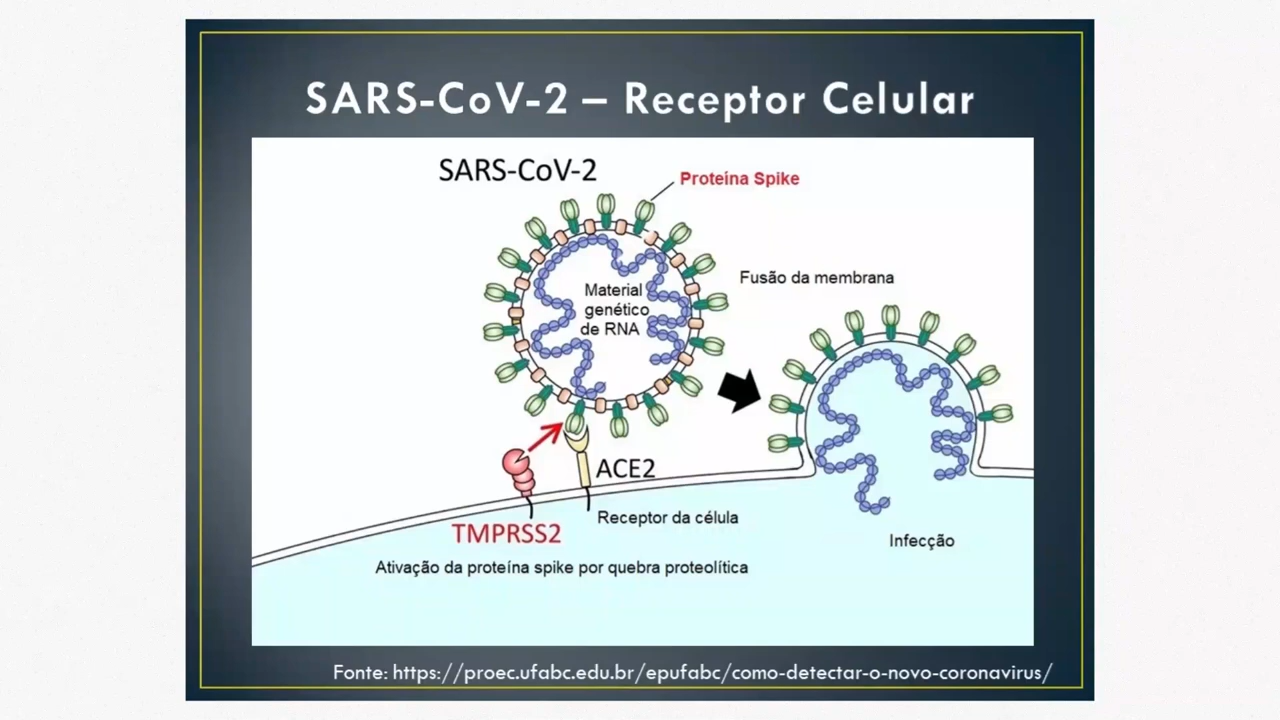 SARS-CoV-2 – Receptor Celular
SARS-CoV-2
Proteína Spike
Fusão da membrana
Material
genético
de RNA
ACE2
Receptor da célula
TMPRSS2
Infecção
Ativação da proteína spike por quebra proteolítica
Fonte: https://proec.ufabc.edu.br/epufabc/como-detectar-o-novo-coronavirus/